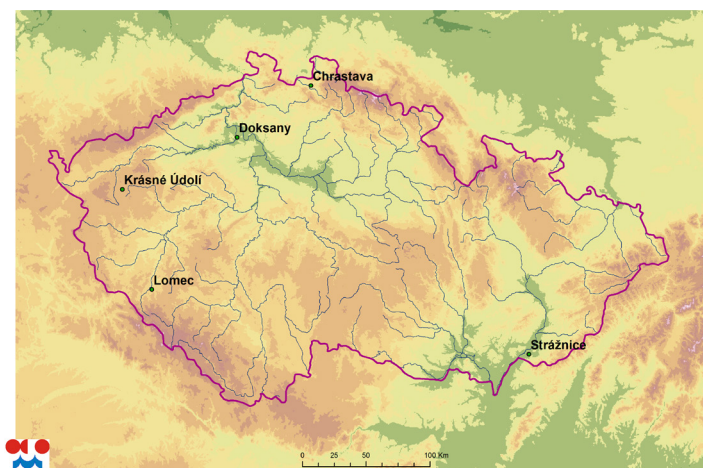 Chrastava
Doksany
Krásné Údolí
Lomec
Strážnice
0 25 50 100 Km